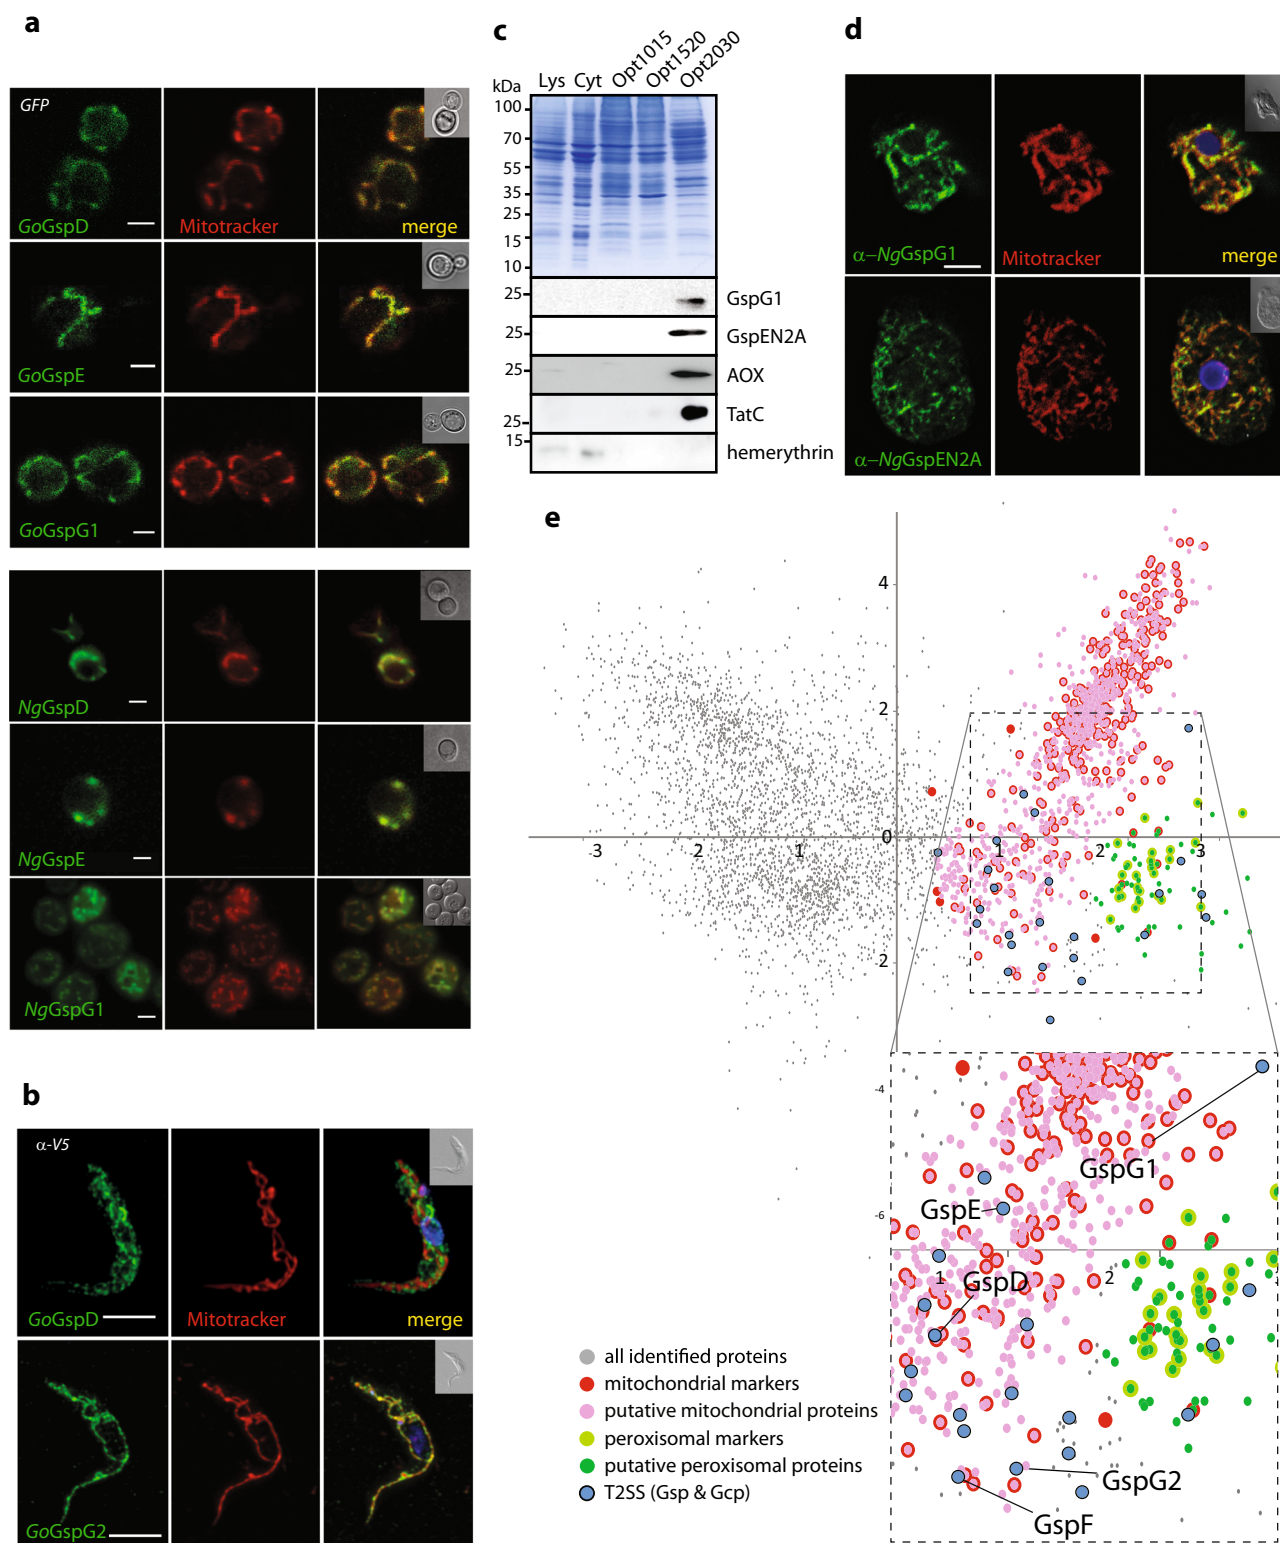 a
GFP
GoGspD
Mitotracker
merge
GoGspE
GoGspG1
NgGspD
NgGspE
NgGspG1
b
α-V5
GoGspD
Mitotracker
merge
GoGspG2
c
kDa
Lys
Cyt
Opt1015
Opt1520
Opt2030
100
70
55
35
25
15
10
25
GspG1
25
GspEN2A
25
AOX
25
TatC
15
hemerythrin
d
α–NgGspG1
Mitotracker
merge
α–NgGspEN2A
e
4
2
0
-3
-2
-1
1
2
3
-2
-4
-6
GspG1
GspE
1
2
GspD
GspG2
GspF
all identified proteins
mitochondrial markers
putative mitochondrial proteins
peroxisomal markers
putative peroxisomal proteins
T2SS (Gsp & Gcp)